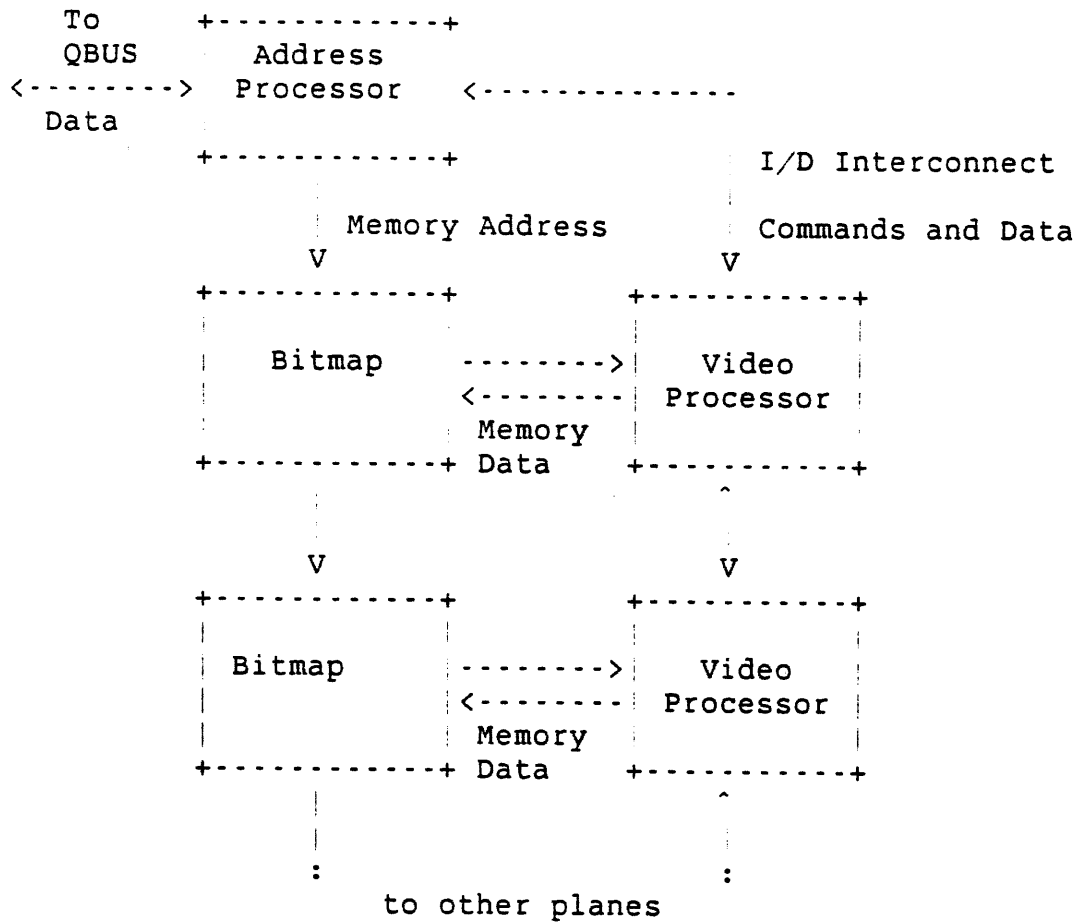 To
QBUS
Data
Address
Processor
I/D Interconnect
Memory Address
Commands and Data
Bitmap
Video
Processor
Memory
Data
Bitmap
Video
Processor
Memory
Data
to other planes